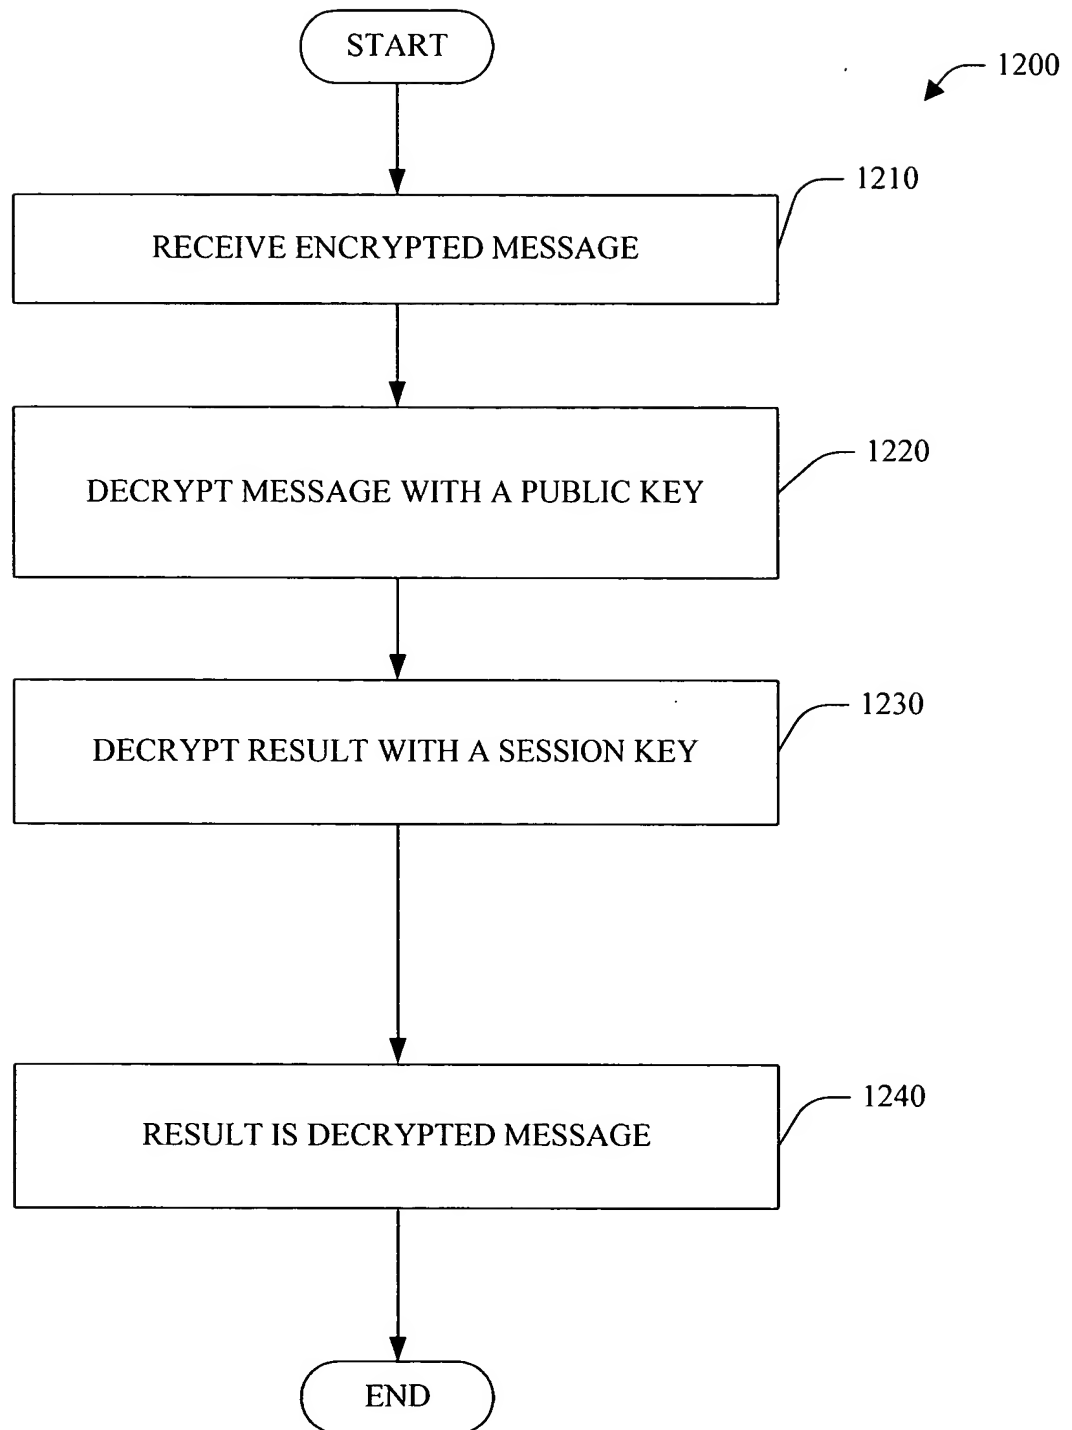 START
1200
1210
RECEIVE ENCRYPTED MESSAGE
1220
DECRYPT MESSAGE WITH A PUBLIC KEY
1230
DECRYPT RESULT WITH A SESSION KEY
1240
RESULT IS DECRYPTED MESSAGE
END